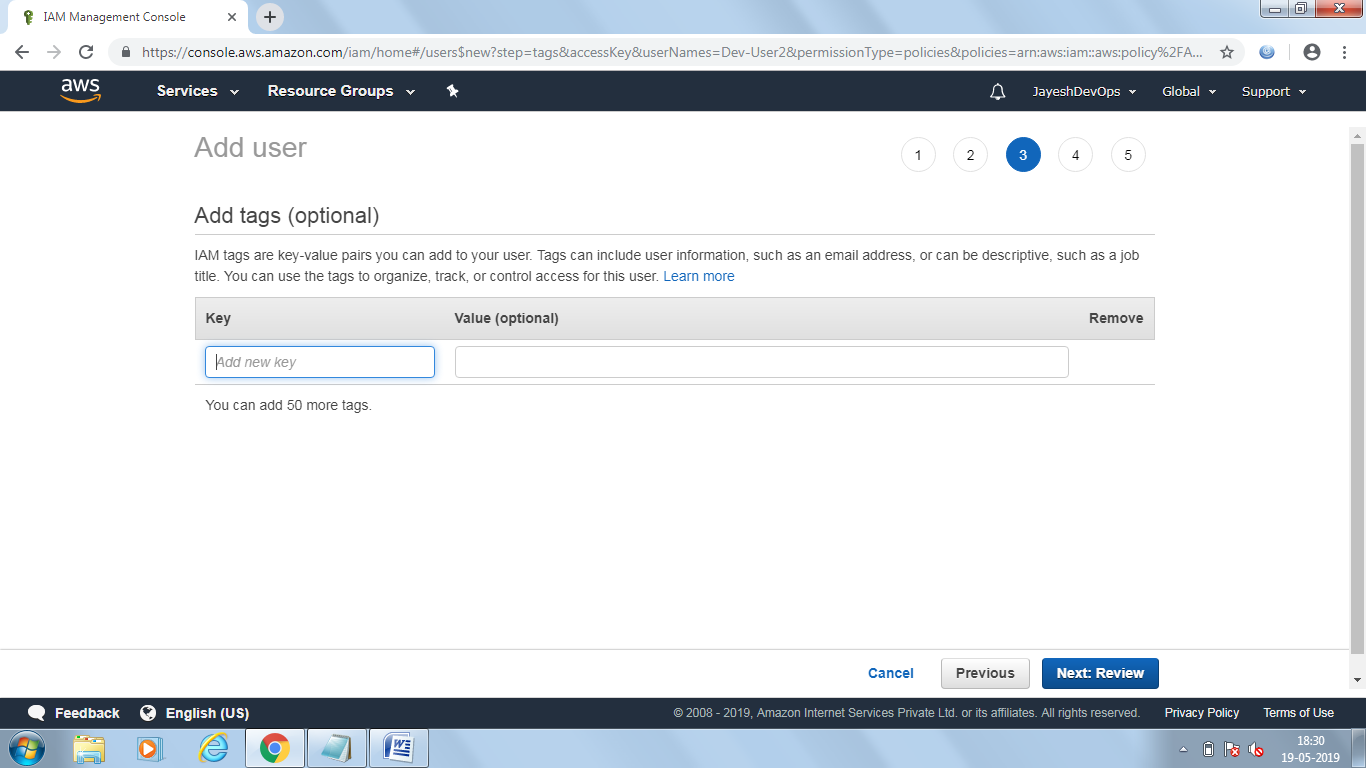 IAM Management Console
https://console.aws.amazon.com/iam/home#/users$new?step=tags&accessKey&userNames=Dev-User2&permissionType=policies&policies=arn:aws:iam::aws:policy%2FA...
aws
Services
Resource Groups
JayeshDevOps
Global
Support
Add user
1
2
3
4
5
Add tags (optional)
IAM tags are key-value pairs you can add to your user. Tags can include user information, such as an email address, or can be descriptive, such as a job
title. You can use the tags to organize, track, or control access for this user. Learn more
Key
Value (optional)
Remove
Add new key
You can add 50 more tags.
Cancel
Previous
Next: Review
Feedback
English (US)
© 2008 - 2019, Amazon Internet Services Private Ltd. or its affiliates. All rights reserved.
Privacy Policy
Terms of Use
18:30
19-05-2019